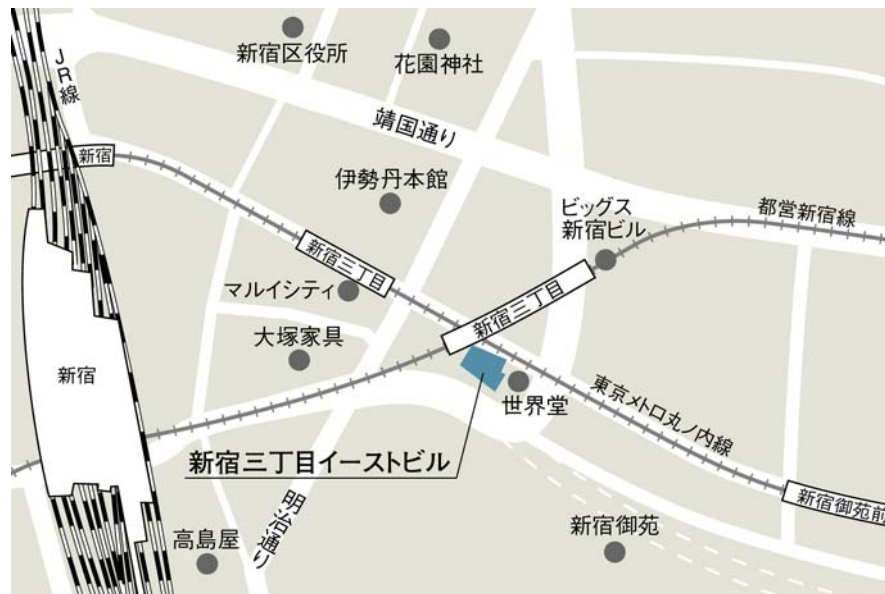 新宿区役所
花園神社
JR線
靖国通り
新宿
伊勢丹本館
ビッグス
新宿ビル
都営新宿線
新宿三丁目
マルイシティ
新宿三丁目
大塚家具
新宿
世界堂
東京メトロ丸ノ内線
新宿三丁目イーストビル
新宿御苑前
明治通り
高島屋
新宿御苑